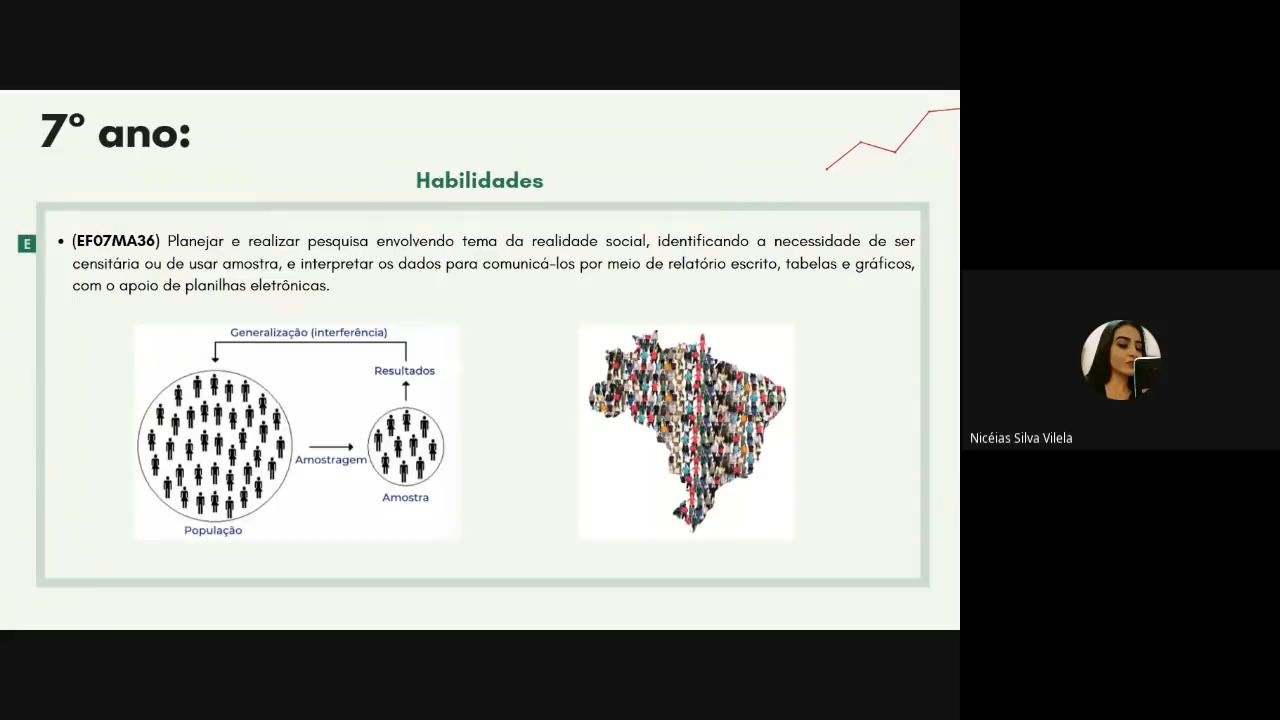 7º ano:
Habilidades
E
• (EF07MA36) Planejar e realizar pesquisa envolvendo tema da realidade social, identificando a necessidade de ser
censitária ou de usar amostra, e interpretar os dados para comunicá-los por meio de relatório escrito, tabelas e gráficos,
com o apoio de planilhas eletrônicas.
Generalização (interferência)
Resultados
Amostragem
Amostra
População
Nicéias Silva Vilela